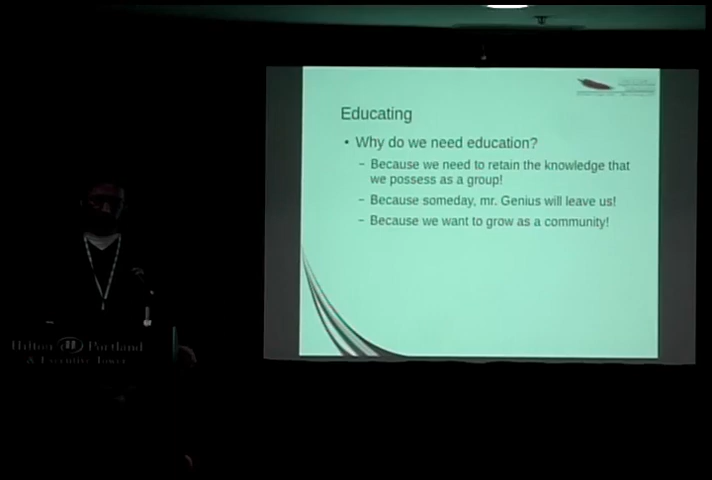 Educating
• Why do we need education?
– Because we need to retain the knowledge that
we possess as a group!
– Because someday, mr. Genius will leave us!
– Because we want to grow as a community!
Hilton Portland
& Executive Tower